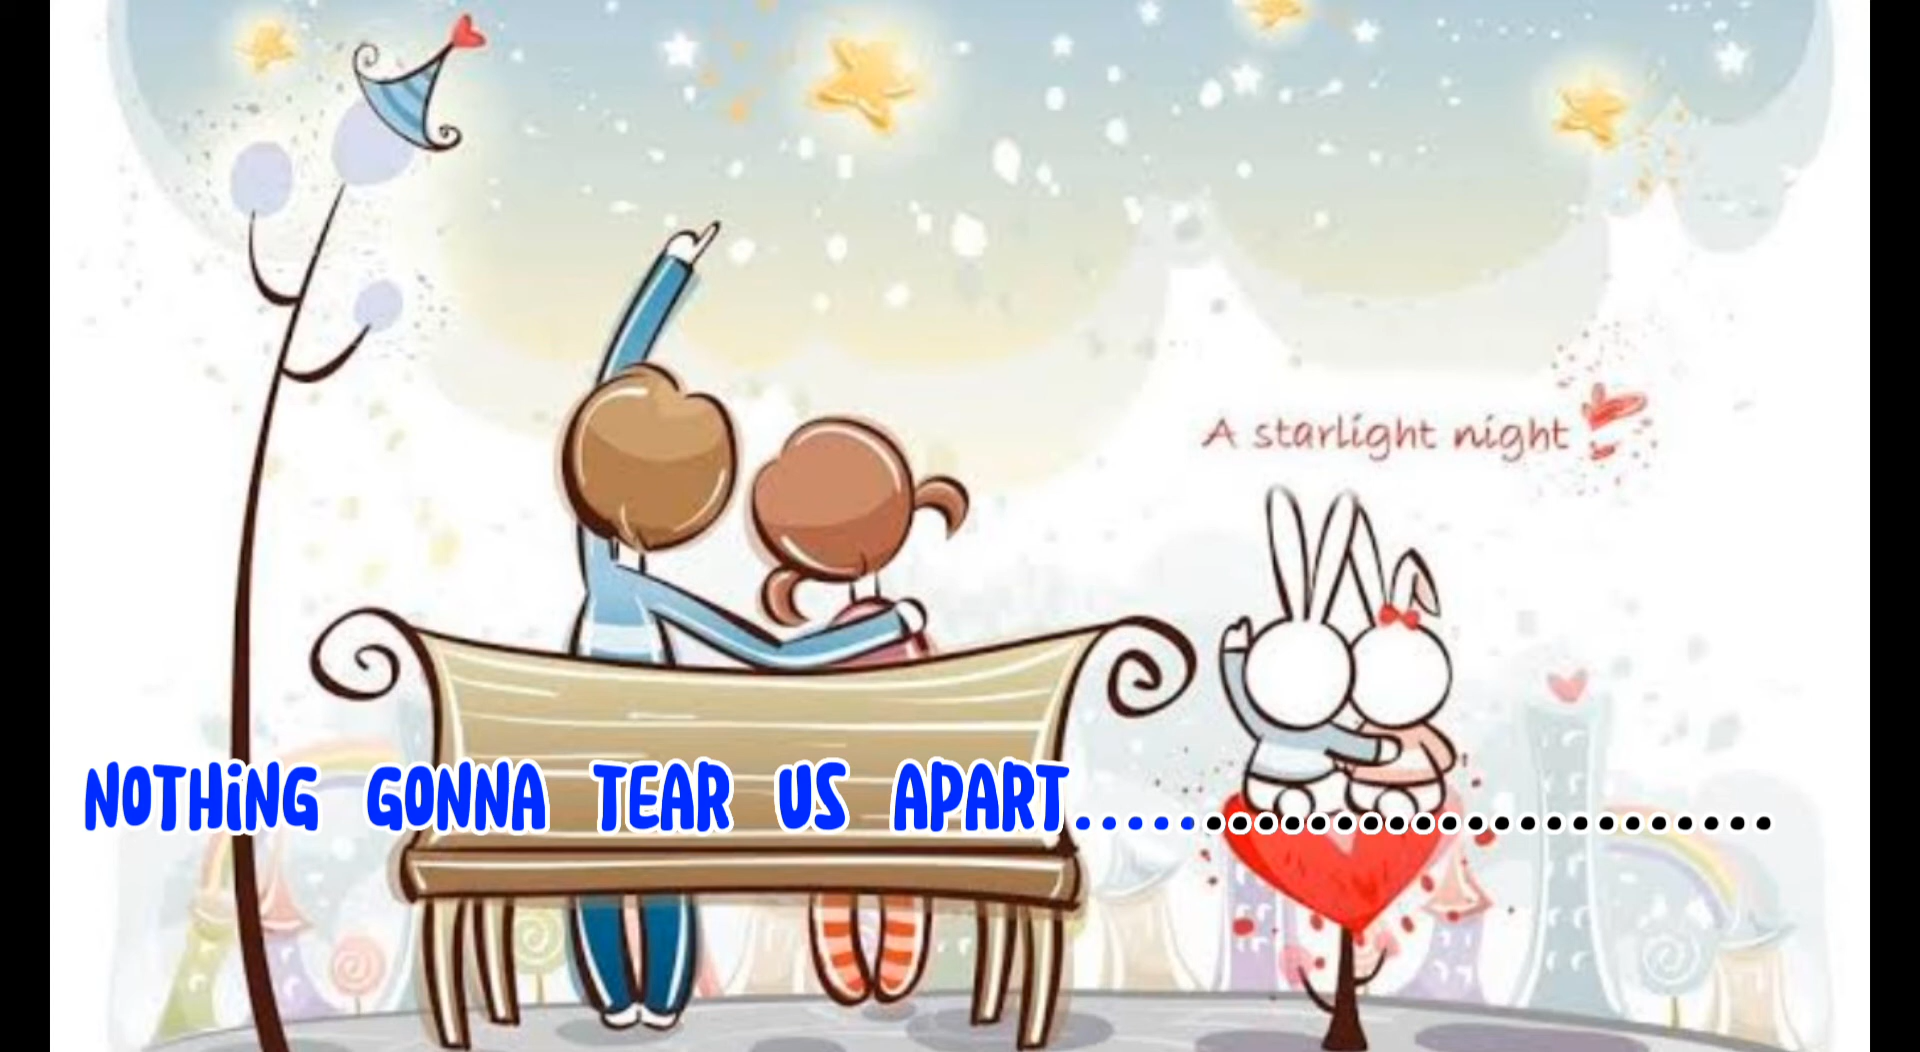 A starlight night
NOTHiNG GONNA TEAR US APART...............................